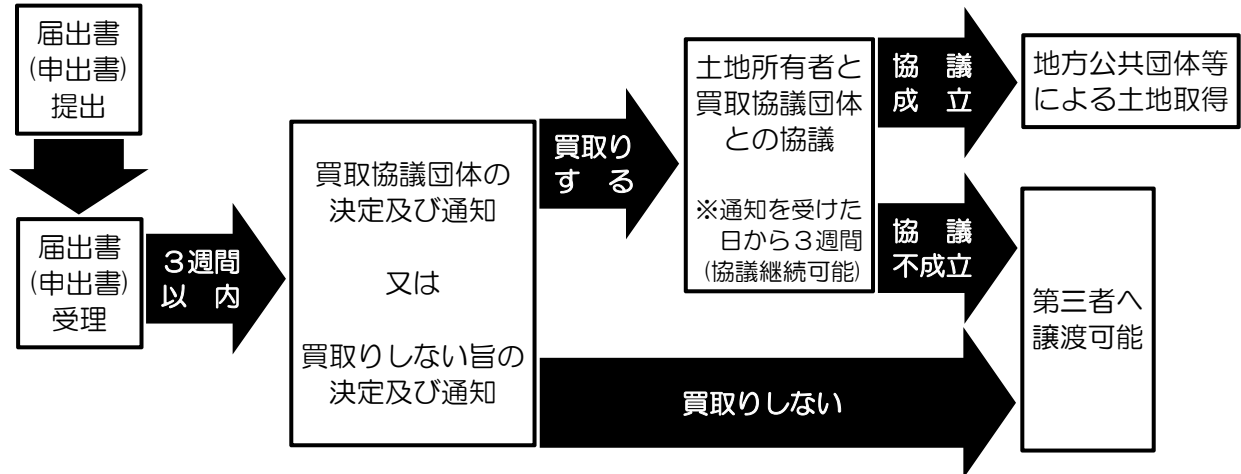 届出書
(申出書)
提出
届出書
(申出書)
受理
３週間
以　内
買取協議団体の
決定及び通知
又は
買取りしない旨の
決定及び通知
買取り
す　る
土地所有者と
買取協議団体
との協議
※通知を受けた
日から３週間
(協議継続可能)
協　議
成　立
地方公共団体等
による土地取得
協　議
不成立
買取りしない
第三者へ
譲渡可能